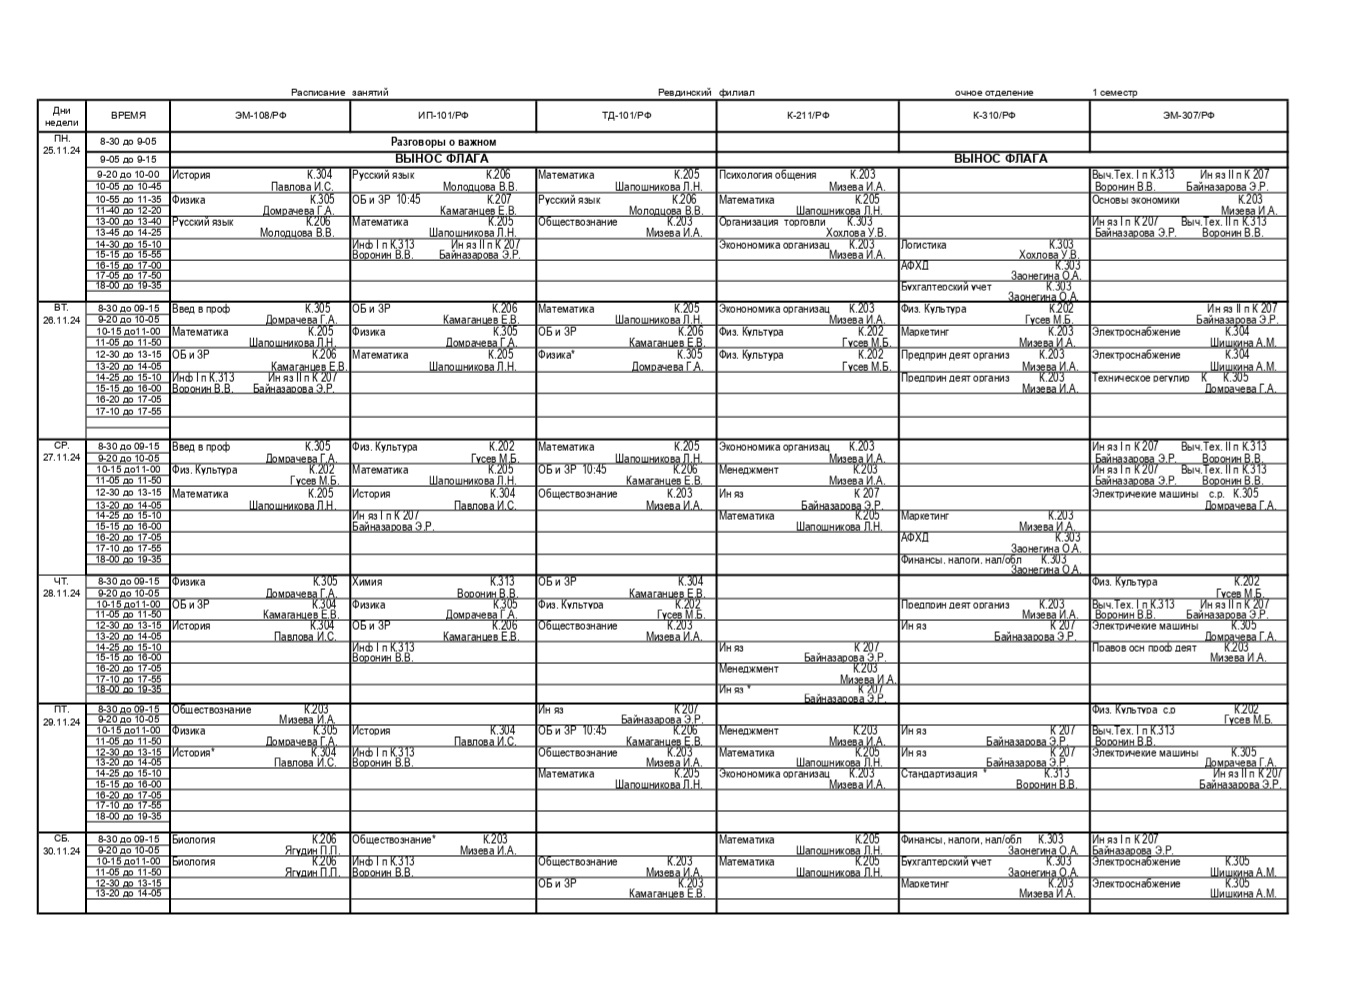 Расписание занятий Ревдинский филиал очное отделение 1 семестр
Дни недели ВРЕМЯ ЭМ-108/РФ ИП-101/РФ ТД-101/РФ К-211/РФ К-310/РФ ЭМ-307/РФ
ПН. 25.11.24
8-30 до 9-05 Разговоры о важном
9-05 до 9-15 ВЫНОС ФЛАГА ВЫНОС ФЛАГА
9-20 до 10-00 История К.304 Русский язык К.206 Математика К.205 Психология общения К.203 Выч.Тех. I п К.313 Ин яз II п К 207
10-05 до 10-45 Павлова И.С. Молодцова В.В. Шапошникова Л.Н. Мизева И.А. Воронин В.В. Байназарова Э.Р.
10-55 до 11-35 Физика К.305 ОБ и ЗР 10:45 К.207 Русский язык К.206 Математика К.205 Основы экономики К.203
11-40 до 12-20 Домрачева Г.А. Камаганцев Е.В. Молодцова В.В. Шапошникова Л.Н. Мизева И.А.
13-00 до 13-40 Русский язык К.206 Математика К.205 Обществознание К.203 Организация торговли К.303 Ин яз I п К 207 Выч.Тех. II п К.313
13-45 до 14-25 Молодцова В.В. Шапошникова Л.Н. Мизева И.А. Хохлова У.В. Байназарова Э.Р. Воронин В.В.
14-30 до 15-10 Инф I п К.313 Ин яз II п К 207 Эконономика организац К.203 Логистика К.303
15-15 до 15-55 Воронин В.В. Байназарова Э.Р. Мизева И.А. Хохлова У.В.
16-15 до 17-00 АФХД К.303
17-05 до 17-50 Заонегина О.А.
18-00 до 19-35 Бухгалтерский учет К.303
Заонегина О.А.
ВТ. 26.11.24
8-30 до 09-15 Введ в проф К.305 ОБ и ЗР К.206 Математика К.205 Эконономика организац К.203 Физ. Культура К.202 Ин яз II п К 207
9-20 до 10-05 Домрачева Г.А. Камаганцев Е.В. Шапошникова Л.Н. Мизева И.А. Гусев М.Б. Байназарова Э.Р.
10-15 до11-00 Математика К.205 Физика К.305 ОБ и ЗР К.206 Физ. Культура К.202 Маркетинг К.203 Электроснабжение К.304
11-05 до 11-50 Шапошникова Л.Н. Домрачева Г.А. Камаганцев Е.В. Гусев М.Б. Мизева И.А. Шишкина А.М.
12-30 до 13-15 ОБ и ЗР К.206 Математика К.205 Физика* К.305 Физ. Культура К.202 Предприн деят организ К.203 Электроснабжение К.304
13-20 до 14-05 Камаганцев Е.В. Шапошникова Л.Н. Домрачева Г.А. Гусев М.Б. Мизева И.А. Шишкина А.М.
14-25 до 15-10 Инф I п К.313 Ин яз II п К 207 Предприн деят организ К.203 Техническое регулир К К.305
15-15 до 16-00 Воронин В.В. Байназарова Э.Р. Мизева И.А. Домрачева Г.А.
16-20 до 17-05
17-10 до 17-55
СР. 27.11.24
8-30 до 09-15 Введ в проф К.305 Физ. Культура К.202 Математика К.205 Эконономика организац К.203 Ин яз I п К 207 Выч.Тех. II п К.313
9-20 до 10-05 Домрачева Г.А. Гусев М.Б. Шапошникова Л.Н. Мизева И.А. Байназарова Э.Р. Воронин В.В.
10-15 до11-00 Физ. Культура К.202 Математика К.205 ОБ и ЗР 10:45 К.206 Менеджмент К.203 Ин яз I п К 207 Выч.Тех. II п К.313
11-05 до 11-50 Гусев М.Б. Шапошникова Л.Н. Камаганцев Е.В. Мизева И.А. Байназарова Э.Р. Воронин В.В.
12-30 до 13-15 Математика К.205 История К.304 Обществознание К.203 Ин яз К 207 Электричекие машины с.р. К.305
13-20 до 14-05 Шапошникова Л.Н. Павлова И.С. Мизева И.А. Байназарова Э.Р. Домрачева Г.А.
14-25 до 15-10 Ин яз I п К 207 Математика К.205 Маркетинг К.203
15-15 до 16-00 Байназарова Э.Р. Шапошникова Л.Н. Мизева И.А.
16-20 до 17-05 АФХД К.303
17-10 до 17-55 Заонегина О.А.
18-00 до 19-35 Финансы, налоги, нал/обл К.303
Заонегина О.А.
ЧТ. 28.11.24
8-30 до 09-15 Физика К.305 Химия К.313 ОБ и ЗР К.304 Физ. Культура К.202
9-20 до 10-05 Домрачева Г.А. Воронин В.В. Камаганцев Е.В. Гусев М.Б.
10-15 до11-00 ОБ и ЗР К.304 Физика К.305 Физ. Культура К.202 Предприн деят организ К.203 Выч.Тех. I п К.313 Ин яз II п К 207
11-05 до 11-50 Камаганцев Е.В. Домрачева Г.А. Гусев М.Б. Мизева И.А. Воронин В.В. Байназарова Э.Р.
12-30 до 13-15 История К.304 ОБ и ЗР К.206 Обществознание К.203 Ин яз К 207 Электричекие машины К.305
13-20 до 14-05 Павлова И.С. Камаганцев Е.В. Мизева И.А. Байназарова Э.Р. Домрачева Г.А.
14-25 до 15-10 Инф I п К.313 Ин яз К 207 Правов осн проф деят К.203
15-15 до 16-00 Воронин В.В. Байназарова Э.Р. Мизева И.А.
16-20 до 17-05 Менеджмент К.203
17-10 до 17-55 Мизева И.А.
18-00 до 19-35 Ин яз * К 207
Байназарова Э.Р.
ПТ. 29.11.24
8-30 до 09-15 Обществознание К.203 Ин яз К 207 Физ. Культура с.р К.202
9-20 до 10-05 Мизева И.А. Байназарова Э.Р. Гусев М.Б.
10-15 до11-00 Физика К.305 История К.304 ОБ и ЗР 10:45 К.206 Менеджмент К.203 Ин яз К 207 Выч.Тех. I п К.313
11-05 до 11-50 Домрачева Г.А. Павлова И.С. Камаганцев Е.В. Мизева И.А. Байназарова Э.Р. Воронин В.В.
12-30 до 13-15 История* К.304 Инф I п К.313 Обществознание К.203 Математика К.205 Ин яз К 207 Электричекие машины К.305
13-20 до 14-05 Павлова И.С. Воронин В.В. Мизева И.А. Шапошникова Л.Н. Байназарова Э.Р. Домрачева Г.А.
14-25 до 15-10 Математика К.205 Эконономика организац К.203 Стандартизация * К.313 Ин яз II п К 207
15-15 до 16-00 Шапошникова Л.Н. Мизева И.А. Воронин В.В. Байназарова Э.Р.
16-20 до 17-05
17-10 до 17-55
18-00 до 19-35
СБ. 30.11.24
8-30 до 09-15 Биология К.206 Обществознание* К.203 Математика К.205 Финансы, налоги, нал/обл К.303 Ин яз I п К 207
9-20 до 10-05 Ягудин П.П. Мизева И.А. Шапошникова Л.Н. Заонегина О.А. Байназарова Э.Р.
10-15 до11-00 Биология К.206 Инф I п К.313 Обществознание К.203 Математика К.205 Бухгалтерский учет К.303 Электроснабжение К.305
11-05 до 11-50 Ягудин П.П. Воронин В.В. Мизева И.А. Шапошникова Л.Н. Заонегина О.А. Шишкина А.М.
12-30 до 13-15 ОБ и ЗР К.203 Маркетинг К.203 Электроснабжение К.305
13-20 до 14-05 Камаганцев Е.В. Мизева И.А. Шишкина А.М.